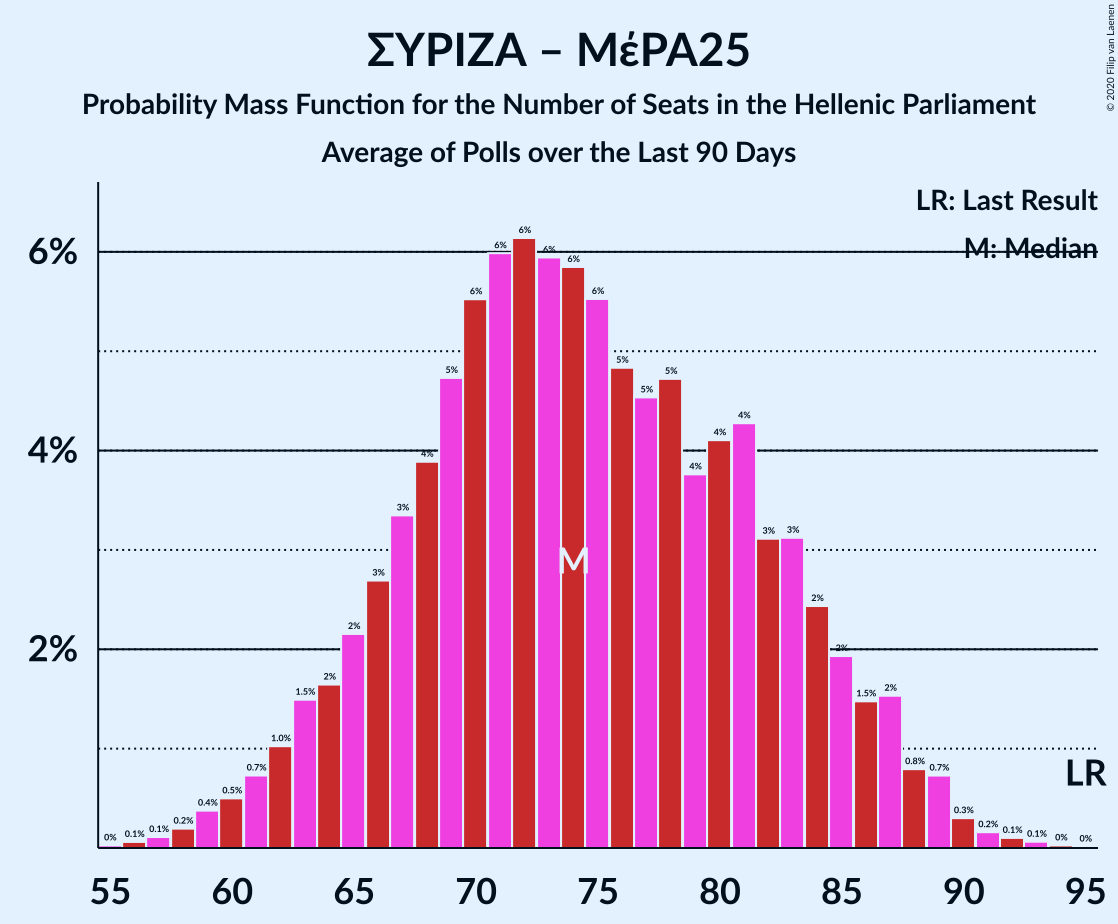 ΣΥΡΙΖΑ – ΜέΡΑ25
Probability Mass Function for the Number of Seats in the Hellenic Parliament
Average of Polls over the Last 90 Days
© 2020 Filip van Laenen
LR: Last Result
M: Median
6%
4%
2%
0% 0.1% 0.1% 0.2% 0.4% 0.5% 0.7% 1.0% 1.5% 2% 2% 3% 3% 4% 5% 6% 6% 6% 6% 6% 6% 5% 5% 5% 4% 4% 4% 3% 3% 2% 2% 1.5% 2% 0.8% 0.7% 0.3% 0.2% 0.1% 0.1% 0% 0%
M
LR
55 60 65 70 75 80 85 90 95